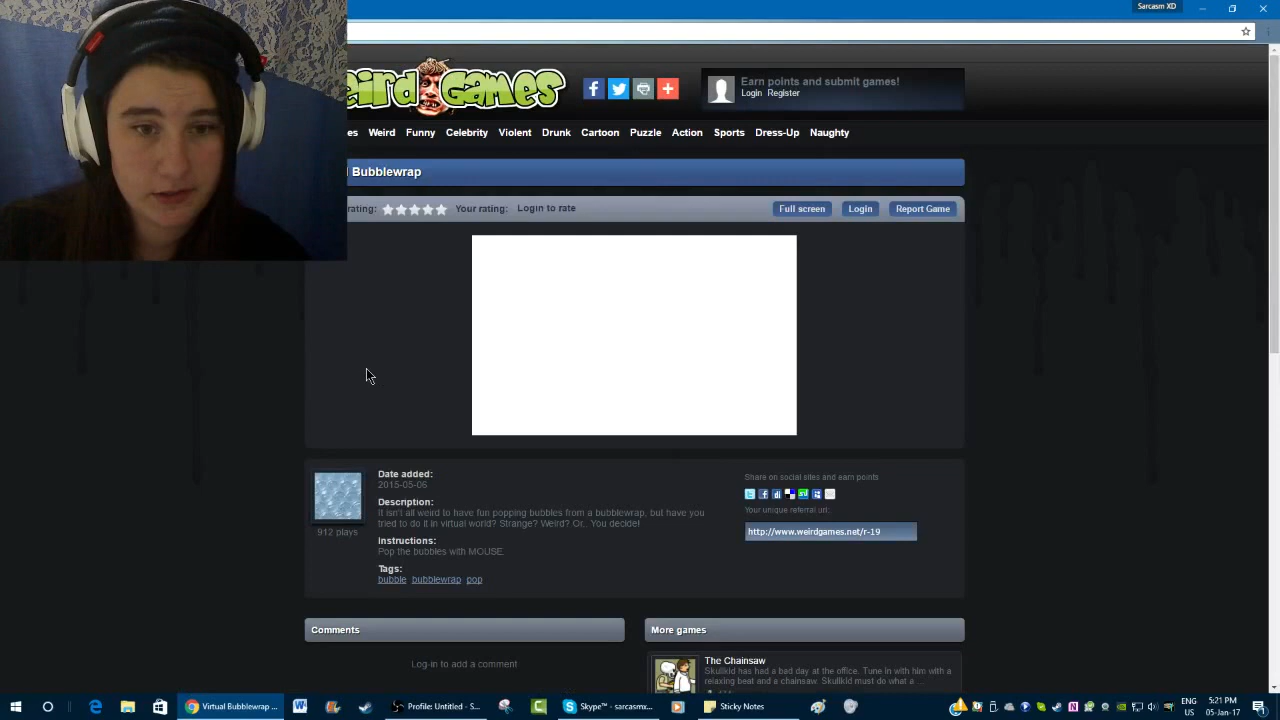 Sarcasm XD
eird Games
Earn points and submit games!
Login Register
es Weird Funny Celebrity Violent Drunk Cartoon Puzzle Action Sports Dress-Up Naughty
l Bubblewrap
rating: Your rating: Login to rate Full screen Login Report Game
Date added:
2015-05-06
Description:
It isn't all weird to have fun popping bubbles from a bubblewrap, but have you
tried to do it in virtual world? Strange? Weird? Or.. You decide!
912 plays
Instructions:
Pop the bubbles with MOUSE.
Tags:
bubble bubblewrap pop
Share on social sites and earn points
Your unique referral url:
http://www.weirdgames.net/r-19
Comments
Log-in to add a comment
More games
The Chainsaw
Skullkid has had a bad day at the office. Tune in with him with a
relaxing beat and a chainsaw. Skullkid must do what a ...
Virtual Bubblewrap ... Profile: Untitled - S... Skype™ - sarcasmx... Sticky Notes
ENG 5:21 PM
US 05-Jan-17